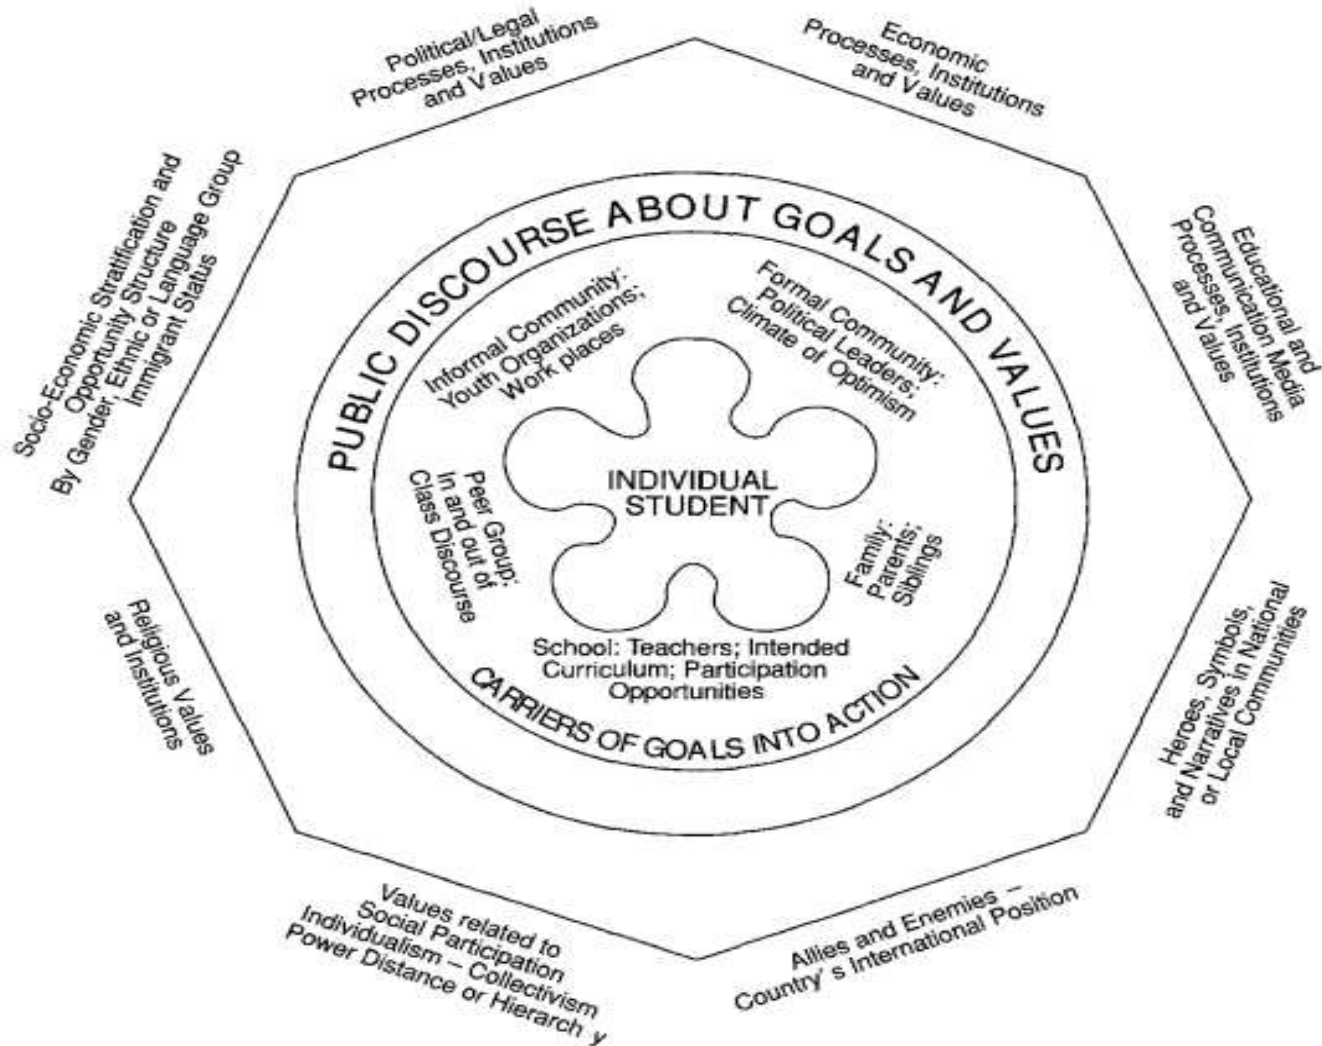 Political/Legal
Processes, Institutions
and Values
Economic
Processes, Institutions
and Values
Socio-Economic Stratification and
Opportunity Structure
By Gender, Ethnic or Language Group
Immigrant Status
Educational and
Communication Media
Processes, Institutions
and Values
PUBLIC DISCOURSE ABOUT GOALS AND VALUES
Informal Community:
Youth Organizations;
Work places
Formal Community:
Political Leaders;
Climate of Optimism
INDIVIDUAL
STUDENT
Peer Group:
In and out of
Class Discourse
Family:
Parents;
Siblings
School: Teachers; Intended
Curriculum; Participation
Opportunities
CARRIERS OF GOALS INTO ACTION
Religious Values
and Institutions
Heroes, Symbols,
and Narratives in National
or Local Communities
Values related to
Social Participation
Individualism – Collectivism
Power Distance or Hierarch y
Allies and Enemies –
Country' s International Position